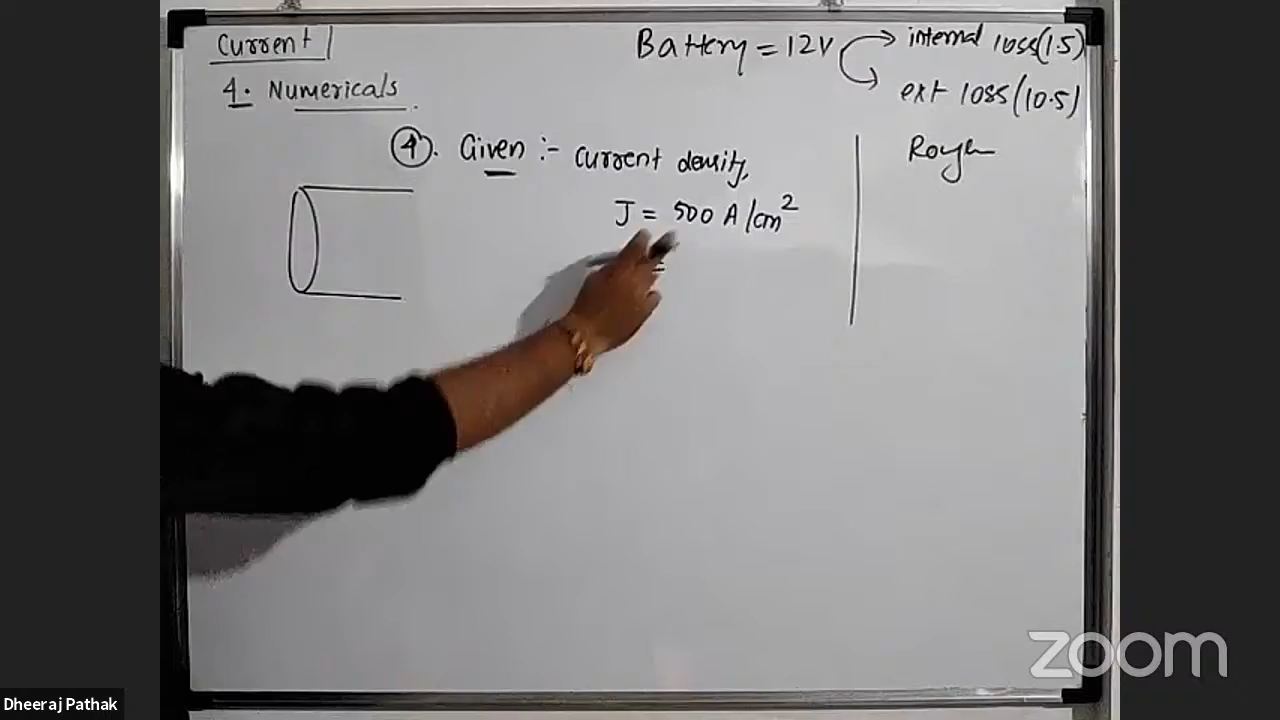 Current
Battery = 12V
internal loss (1.5)
ext loss (10.5)
4. Numericals
4. Given :- current density,
J = 500 A/cm²
Rough
zoom
Dheeraj Pathak